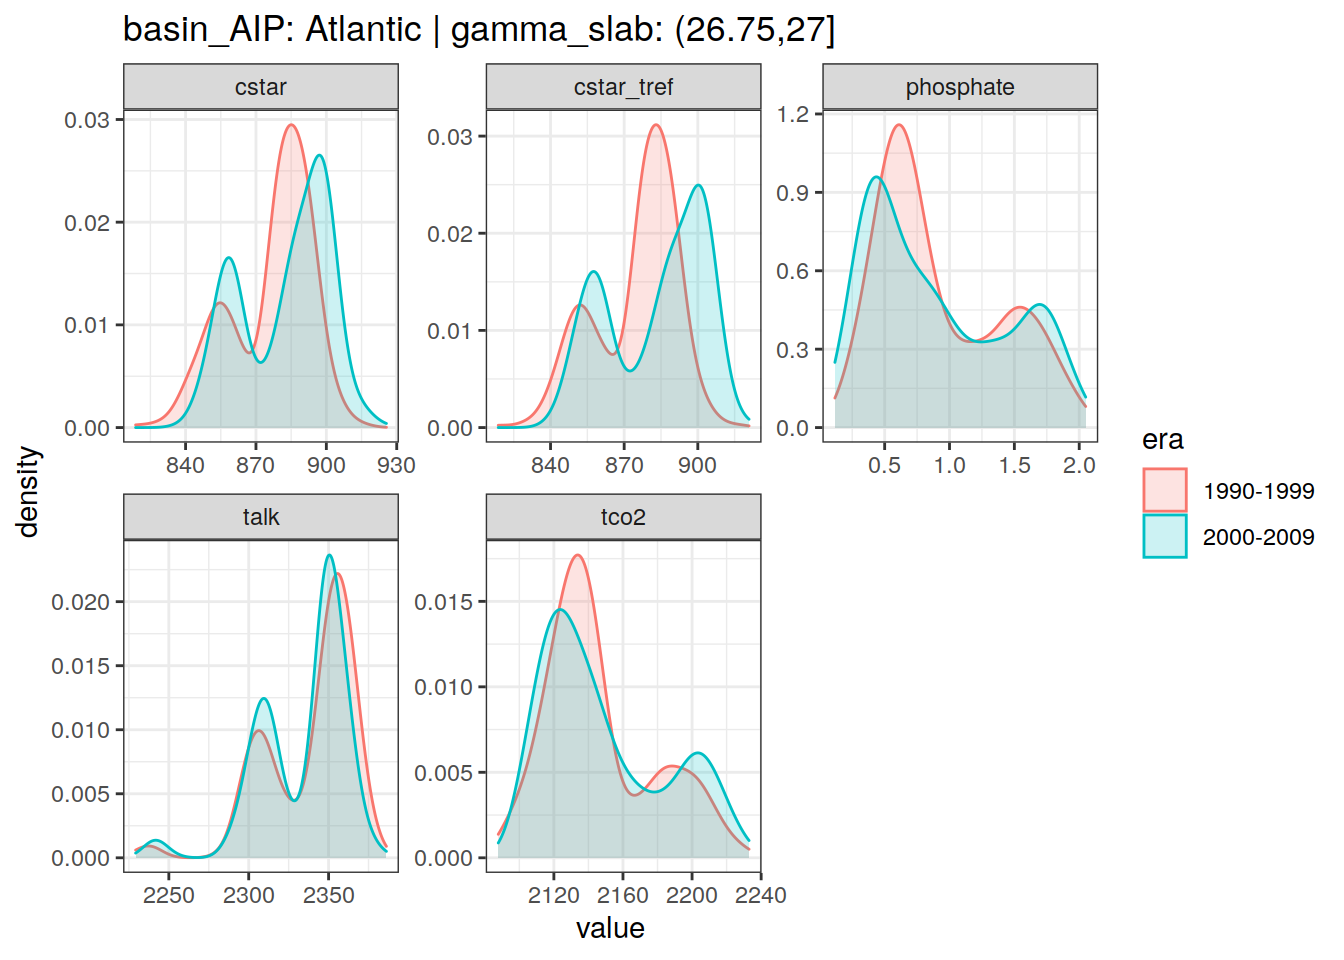 basin_AIP: Atlantic | gamma_slab: (26.75,27]
cstar
cstar_tref
phosphate
0.03
0.02
0.01
0.00
840 870 900 930
0.03
0.02
0.01
0.00
840 870 900
1.2
0.9
0.6
0.3
0.0
0.5 1.0 1.5 2.0
talk
tco2
0.020
0.015
0.010
0.005
0.000
2250 2300 2350
0.015
0.010
0.005
0.000
2120 2160 2200 2240
density
value
era
1990-1999
2000-2009